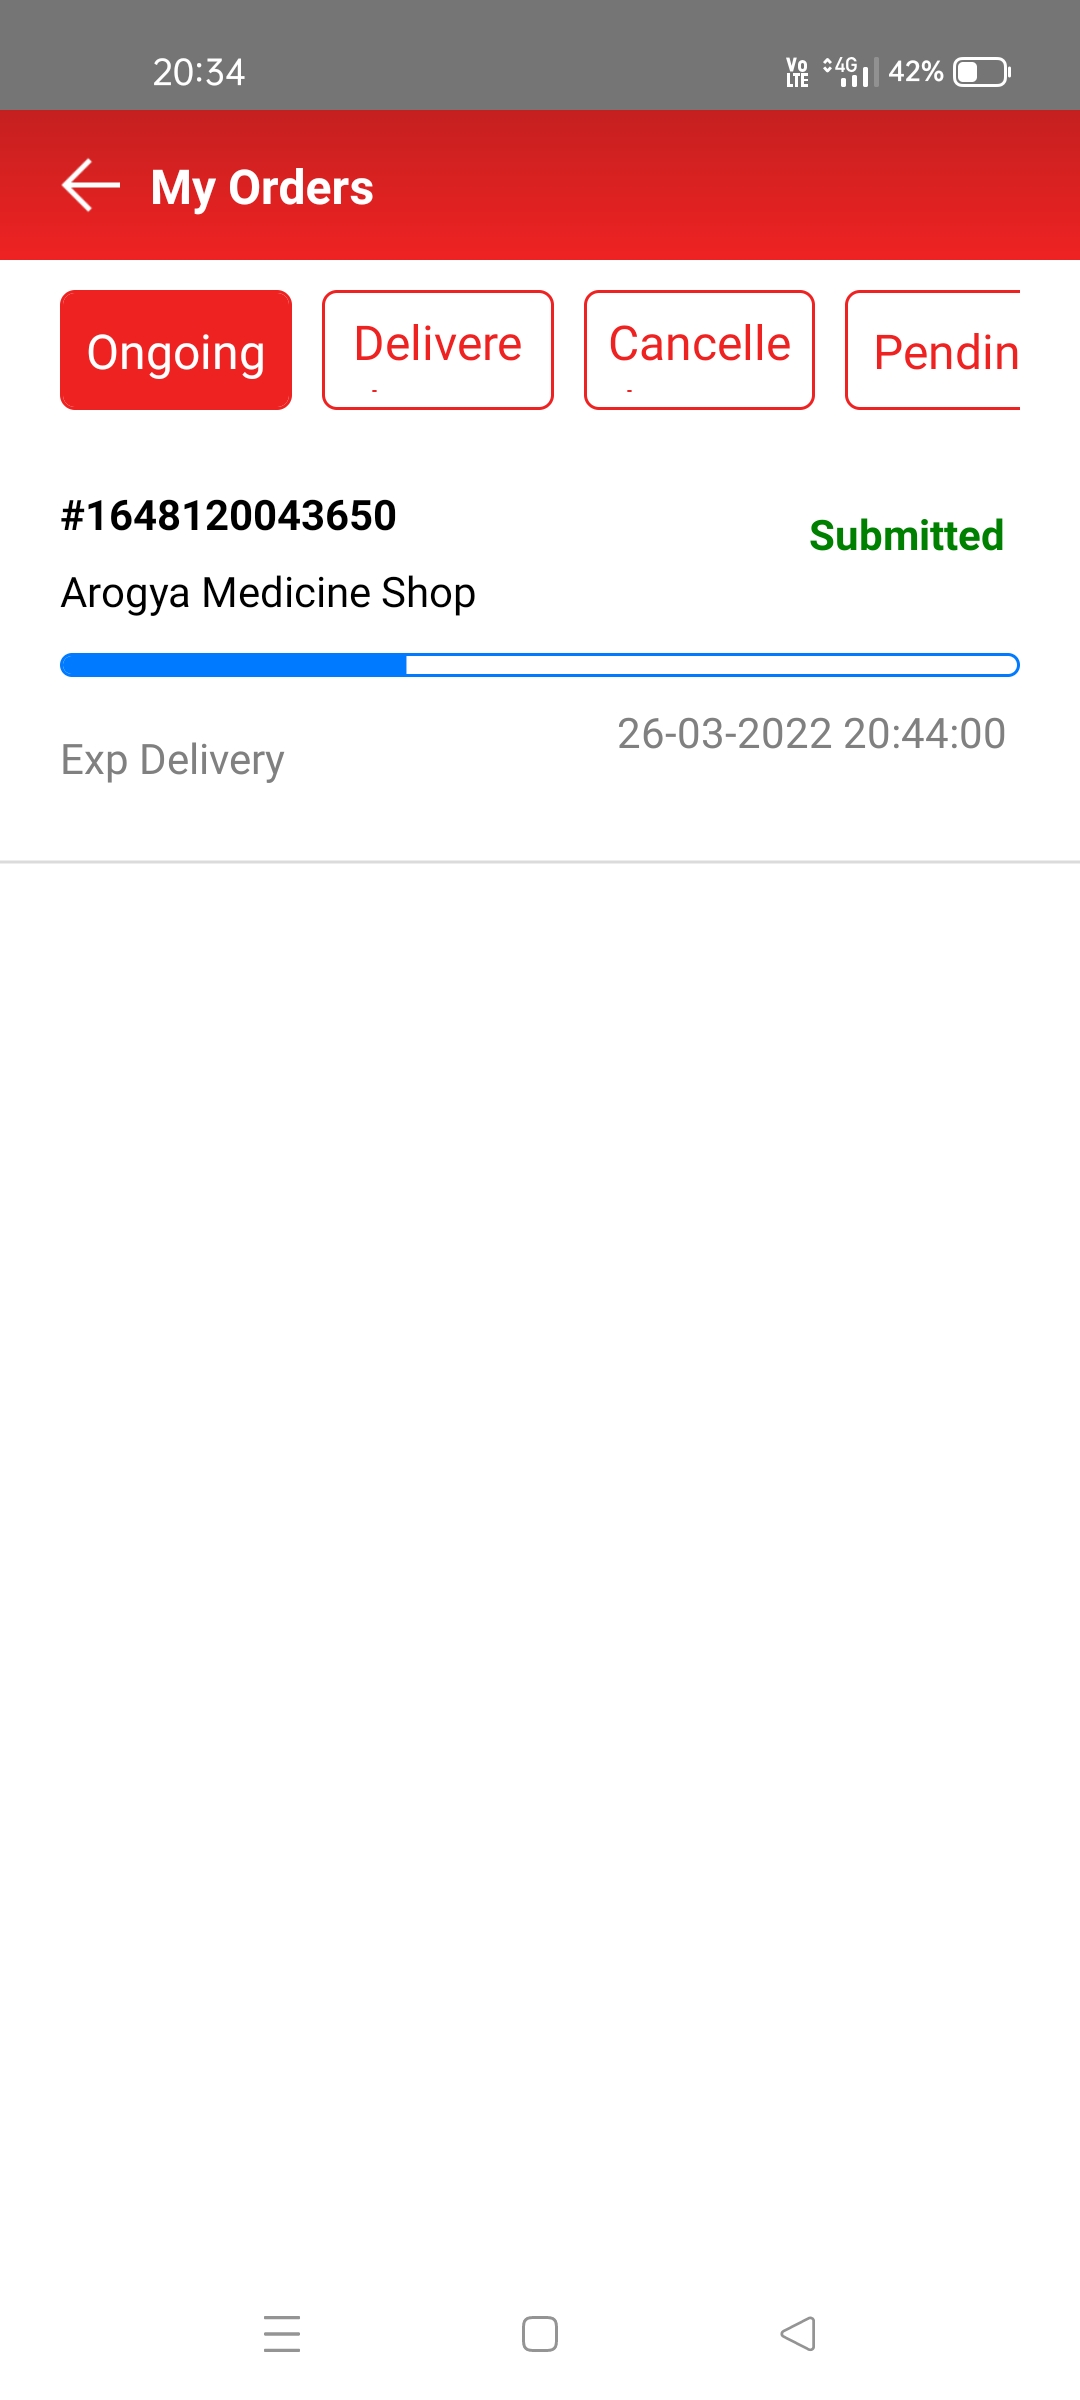 20:34
Vo LTE 4G 42%
My Orders
Ongoing
Delivere
Cancelle
Pendin
#1648120043650
Submitted
Arogya Medicine Shop
26-03-2022 20:44:00
Exp Delivery